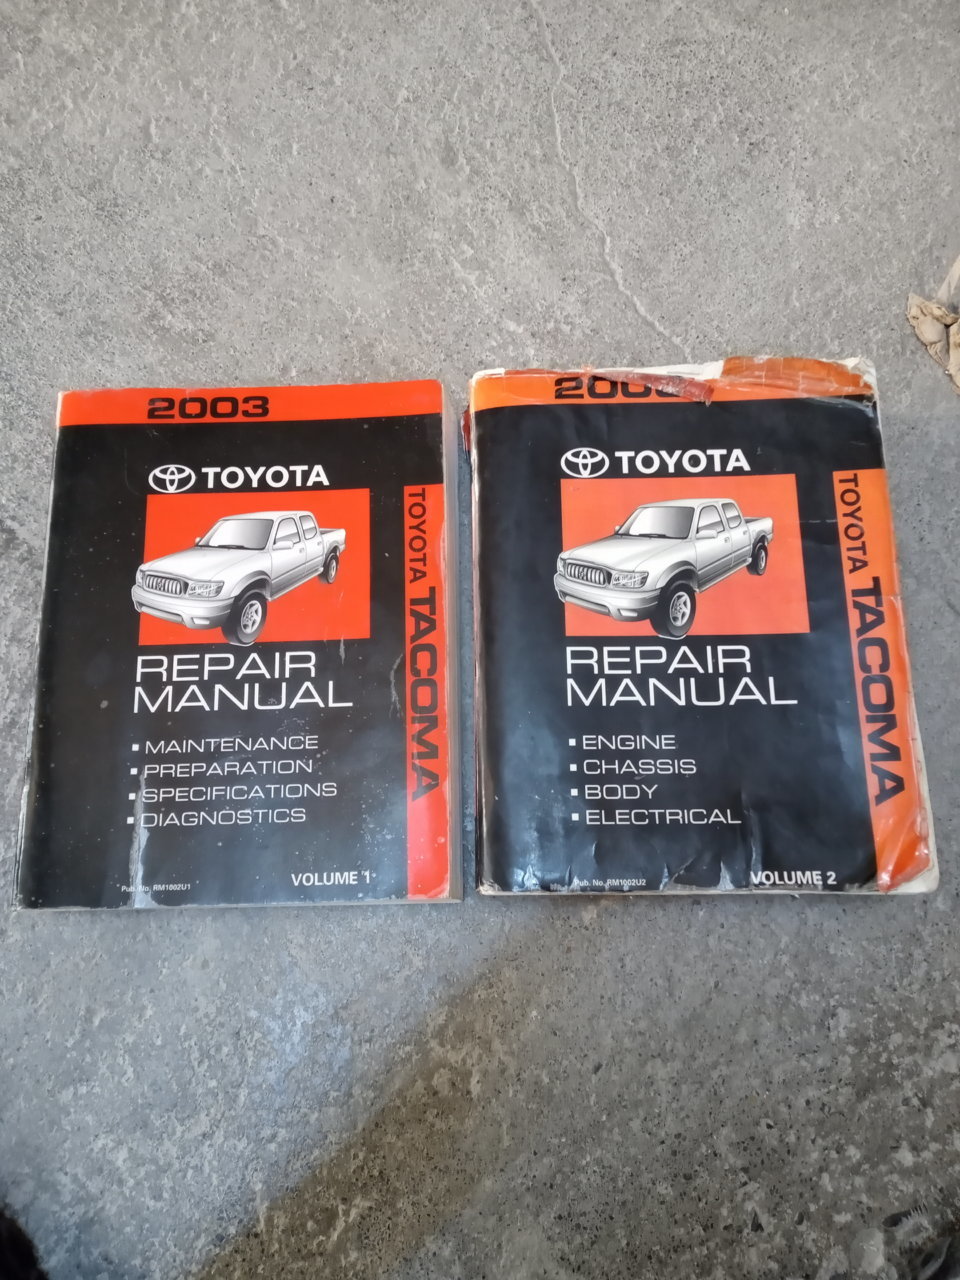 2003
TOYOTA
TOYOTA TACOMA
REPAIR
MANUAL
▪ MAINTENANCE
▪ PREPARATION
▪ SPECIFICATIONS
▪ DIAGNOSTICS
Pub. No. RM1002U1
VOLUME 1
2003
TOYOTA
TOYOTA TACOMA
REPAIR
MANUAL
▪ ENGINE
▪ CHASSIS
▪ BODY
▪ ELECTRICAL
Pub. No. RM1002U2
VOLUME 2